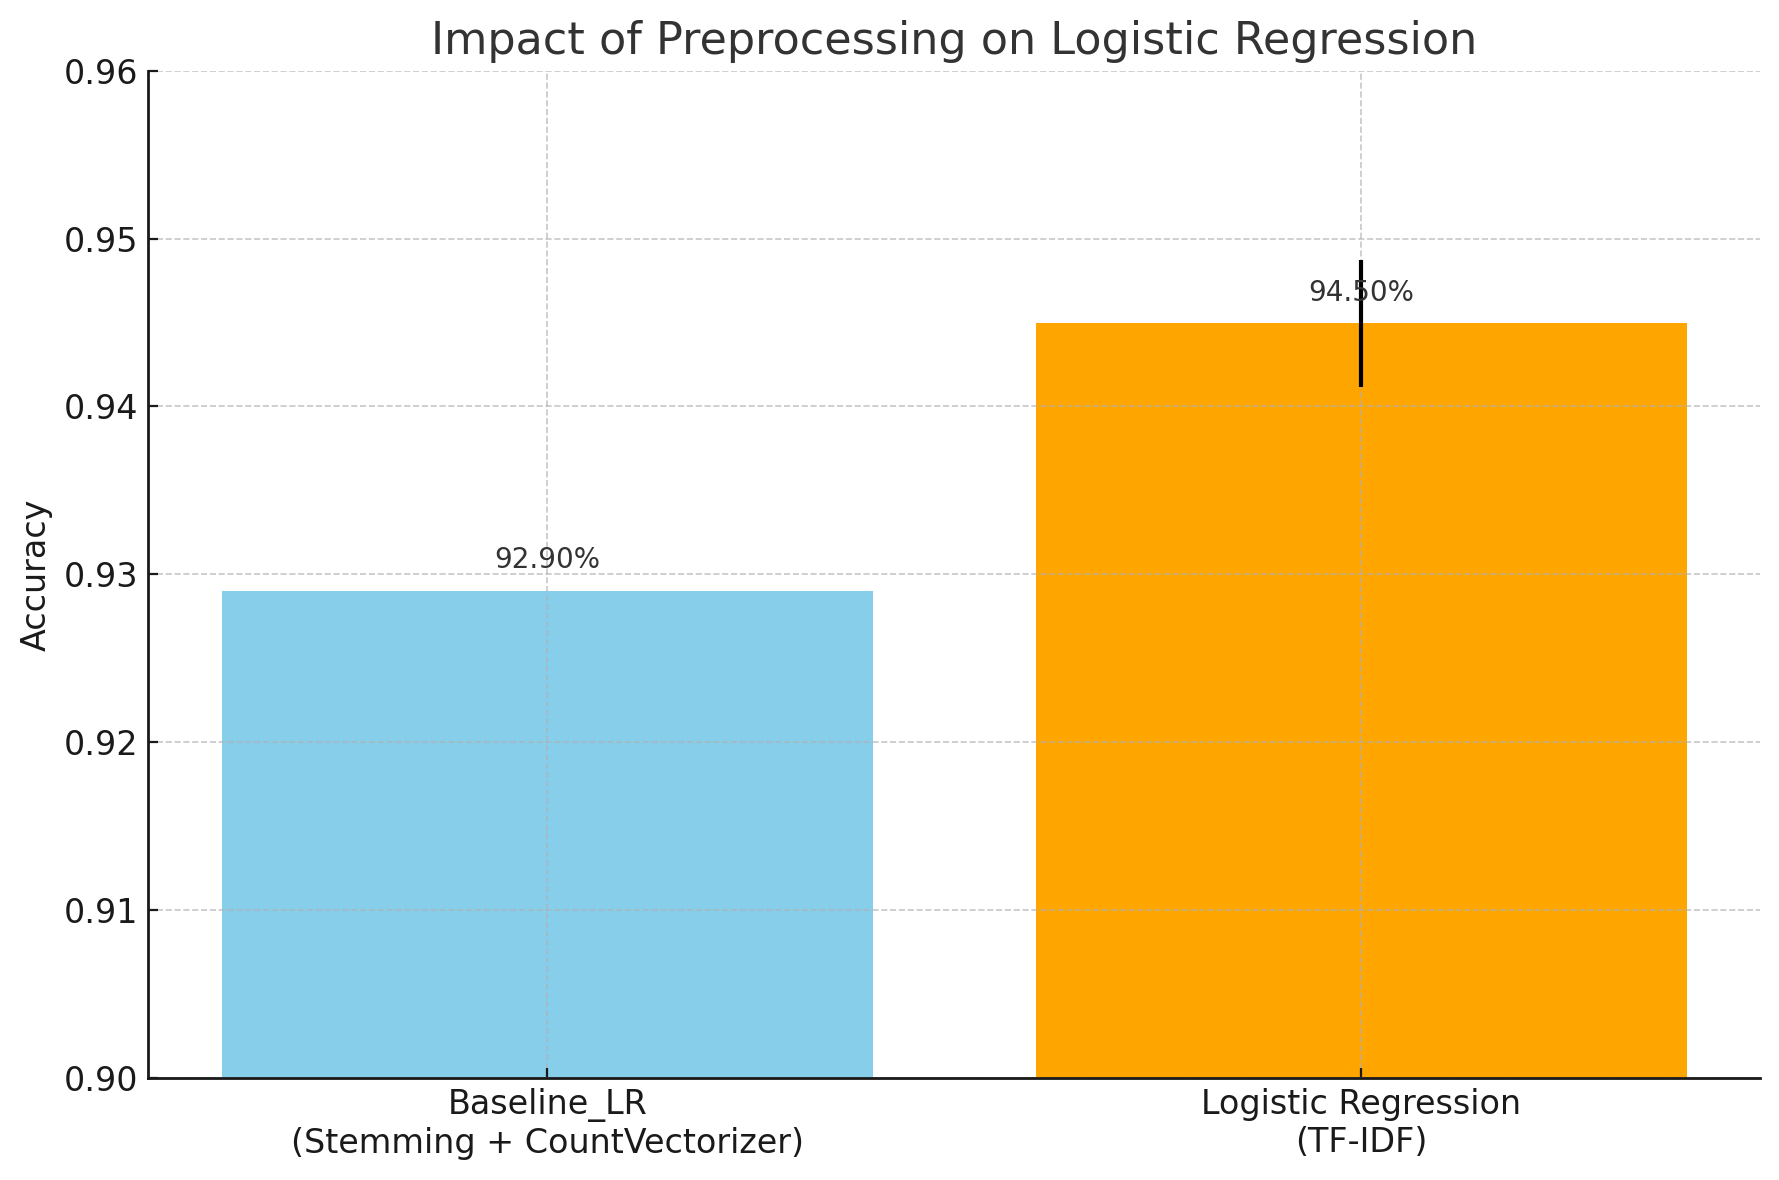 Impact of Preprocessing on Logistic Regression
0.96
0.95
94.50%
0.94
92.90%
0.93
0.92
0.91
0.90
Accuracy
Baseline_LR
(Stemming + CountVectorizer)
Logistic Regression
(TF-IDF)